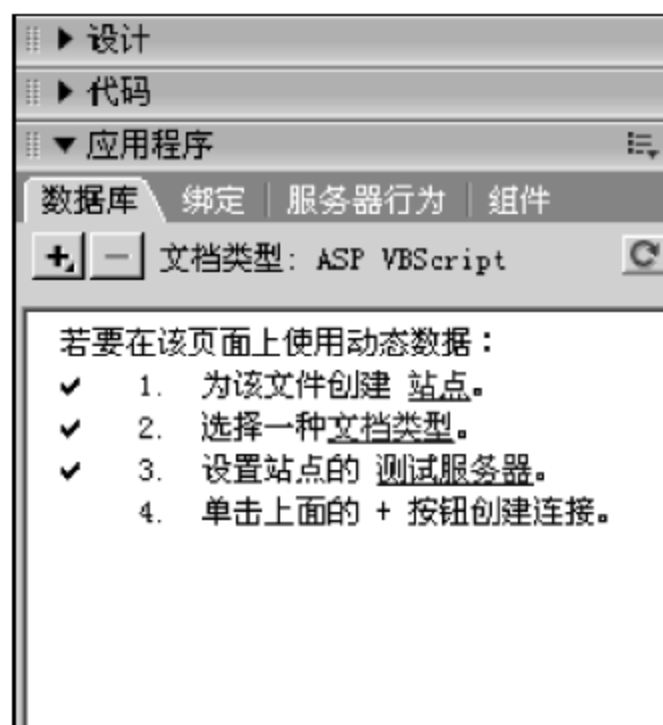 设计
代码
应用程序
数据库 绑定 服务器行为 组件
文档类型: ASP VBScript
若要在该页面上使用动态数据：
1. 为该文件创建 站点。
2. 选择一种文档类型。
3. 设置站点的 测试服务器。
4. 单击上面的 + 按钮创建连接。